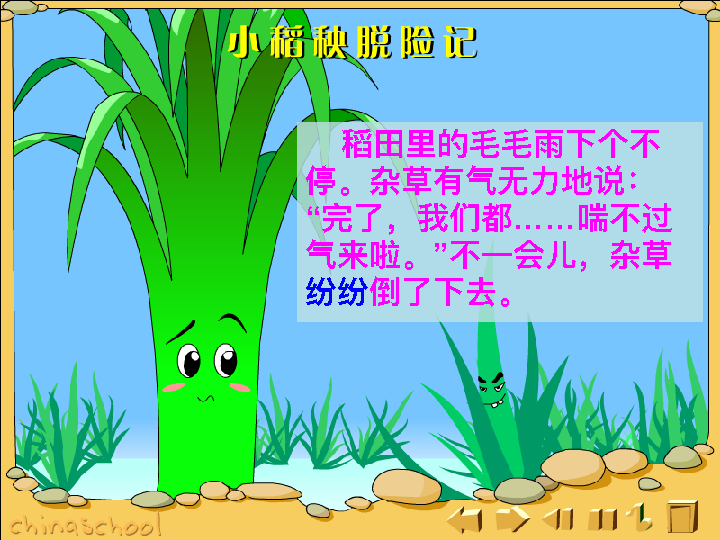 小稻秧脱险记
稻田里的毛毛雨下个不
停。杂草有气无力地说：
“完了，我们都……喘不过
气来啦。”不一会儿，杂草
纷纷倒了下去。
chinaschool